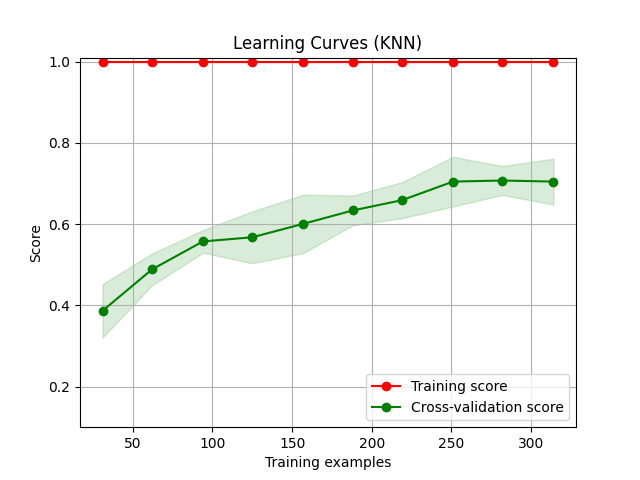 Learning Curves (KNN)
1.0
0.8
0.6
0.4
0.2
Score
50
100
150
200
250
300
Training examples
Training score
Cross-validation score